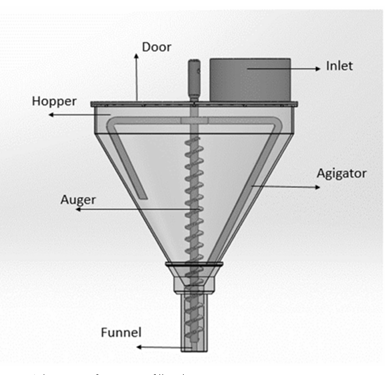 Door
Inlet
Hopper
Agigator
Auger
Funnel